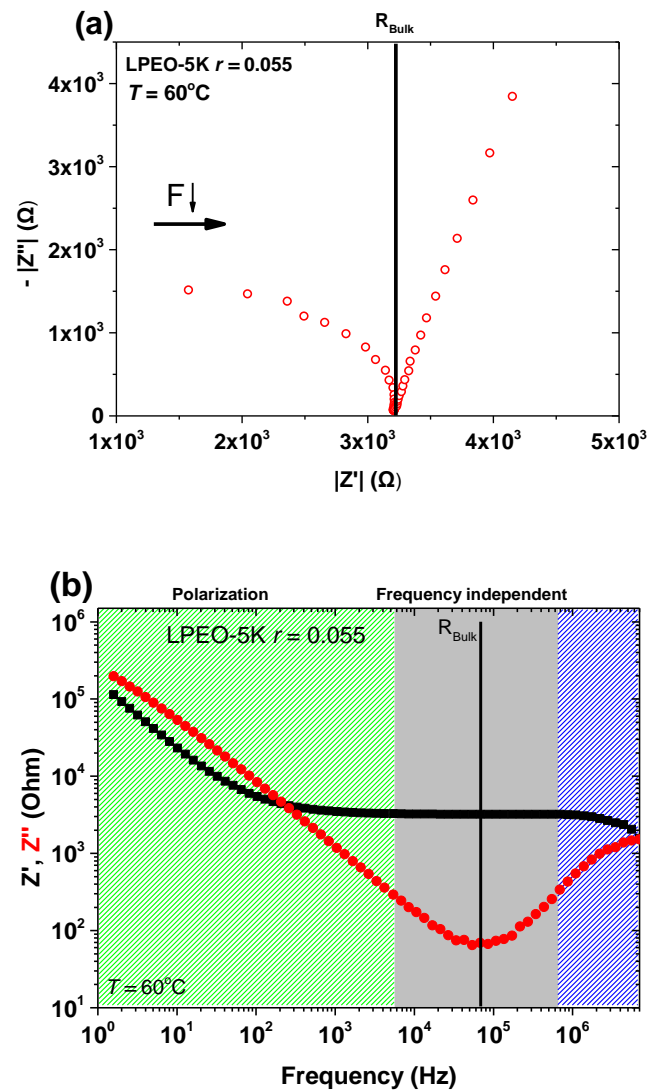 (a)
R_Bulk
LPEO-5K r = 0.055
T = 60°C
F↓
4x10³
3x10³
2x10³
1x10³
0
- |Z"| (Ω)
1x10³ 2x10³ 3x10³ 4x10³ 5x10³
|Z'| (Ω)
(b)
Polarization Frequency independent
LPEO-5K r = 0.055
R_Bulk
10⁶
10⁵
10⁴
10³
10²
10¹
Z', Z" (Ohm)
T = 60°C
10⁰ 10¹ 10² 10³ 10⁴ 10⁵ 10⁶
Frequency (Hz)